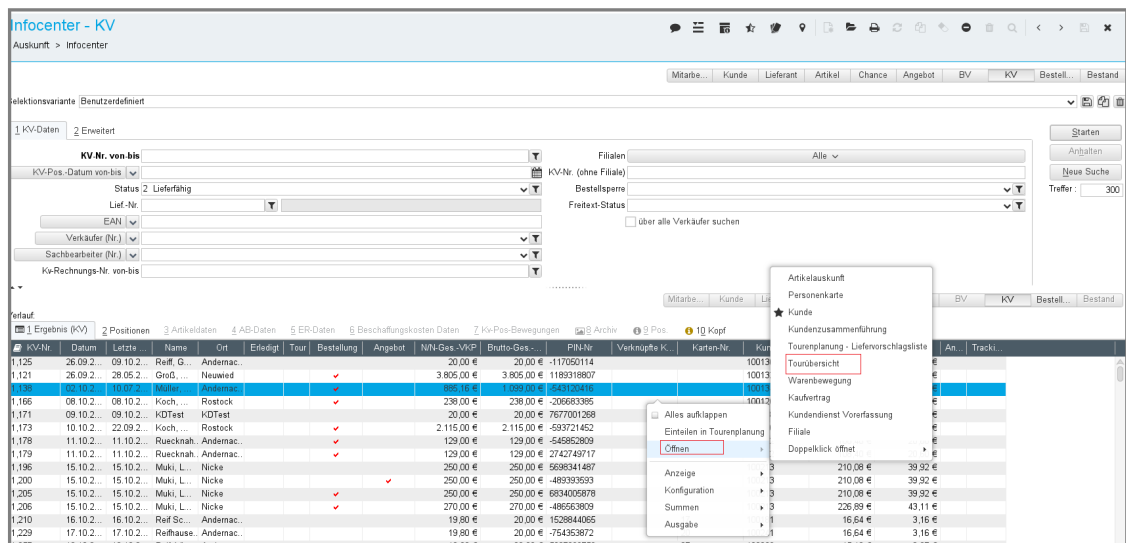 Infocenter - KV
Auskunft > Infocenter
Mitarbe... Kunde Lieferant Artikel Chance Angebot BV KV Bestell... Bestand
Selektionsvariante Benutzerdefiniert
1 KV-Daten 2 Erweitert
Starten
Anhalten
Neue Suche
Treffer : 300
KV-Nr. von-bis
Filialen Alle
KV-Pos.-Datum von-bis
KV-Nr. (ohne Filiale)
Status 2 Lieferfähig
Bestellsperre
Lief.-Nr.
Freitext-Status
EAN
über alle Verkäufer suchen
Verkäufer (Nr.)
Sachbearbeiter (Nr.)
Kv-Rechnungs-Nr. von-bis
Mitarbe... Kunde BV KV Bestell... Bestand
Verlauf:
1 Ergebnis (KV) 2 Positionen 3 Artikeldaten 4 AB-Daten 5 ER-Daten 6 Beschaffungskosten Daten 7 Kv-Pos-Bewegungen 8 Archiv 9 Pos. 10 Kopf
KV-Nr. Datum Letzte ... Name Ort Erledigt Tour Bestellung Angebot N/N-Ges.-VKP Brutto-Ges.-... PIN-Nr Verknüpfte K... Karten-Nr. An... Tracki...
1,125 26.09.2... 09.10.2... Reiff, G... Andernac... 20,00 € 20,00 € -117050114
1,121 26.09.2... 28.05.2... Groß, ... Neuwied 3.805,00 € 3.805,00 € 1189318807
1,138 02.10.2... 10.07.2... Müller, ... Andernac... 885,16 € 1.099,00 € -543120416
1,166 08.10.2... 08.10.2... Koch, ... Rostock 238,00 € 238,00 € -206683385
1,171 09.10.2... 09.10.2... KDTest KDTest 20,00 € 20,00 € 7677001268
1,173 10.10.2... 22.09.2... Koch, ... Rostock 2.115,00 € 2.115,00 € -593721452
1,178 11.10.2... 11.10.2... Ruecknah.. Andernac.. 129,00 € 129,00 € -545852809
1,179 11.10.2... 11.10.2... Ruecknah.. Andernac.. 129,00 € 129,00 € 2742749717
1,196 15.10.2... 15.10.2... Muki, L... Nicke 250,00 € 250,00 € 5698341487 210,08 € 39,92 €
1,200 15.10.2... 15.10.2... Muki, L... Nicke 250,00 € 250,00 € -489393593 210,08 € 39,92 €
1,205 15.10.2... 15.10.2... Muki, L... Nicke 250,00 € 250,00 € 6834005878 210,08 € 39,92 €
1,206 15.10.2... 15.10.2... Muki, L... Nicke 270,00 € 270,00 € -486563809 226,89 € 43,11 €
1,210 16.10.2... 16.10.2... Reif Sc... Andernac.. 19,80 € 20,00 € 1528844065 16,64 € 3,16 €
1,229 17.10.2... 17.10.2... Reifhause.. Andernac.. 19,80 € 20,00 € -754353872 16,64 € 3,16 €
Alles aufklappen
Einteilen in Tourenplanung
Öffnen
Anzeige
Konfiguration
Summen
Ausgabe
Artikelauskunft
Personenkarte
Kunde
Kundenzusammenführung
Tourenplanung - Liefervorschlagsliste
Tourübersicht
Warenbewegung
Kaufvertrag
Kundendienst Vorerfassung
Filiale
Doppelklick öffnet